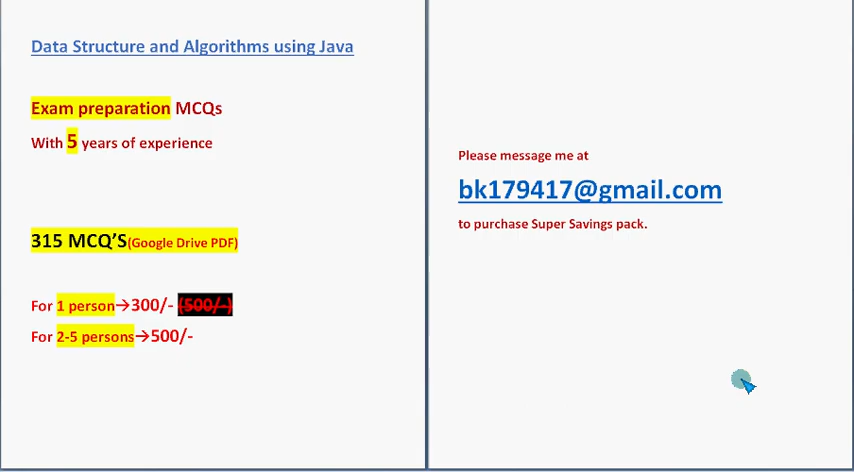 Data Structure and Algorithms using Java
Exam preparation MCQs
With 5 years of experience
315 MCQ'S(Google Drive PDF)
For 1 person→300/- (500/-)
For 2-5 persons→500/-
Please message me at
bk179417@gmail.com
to purchase Super Savings pack.